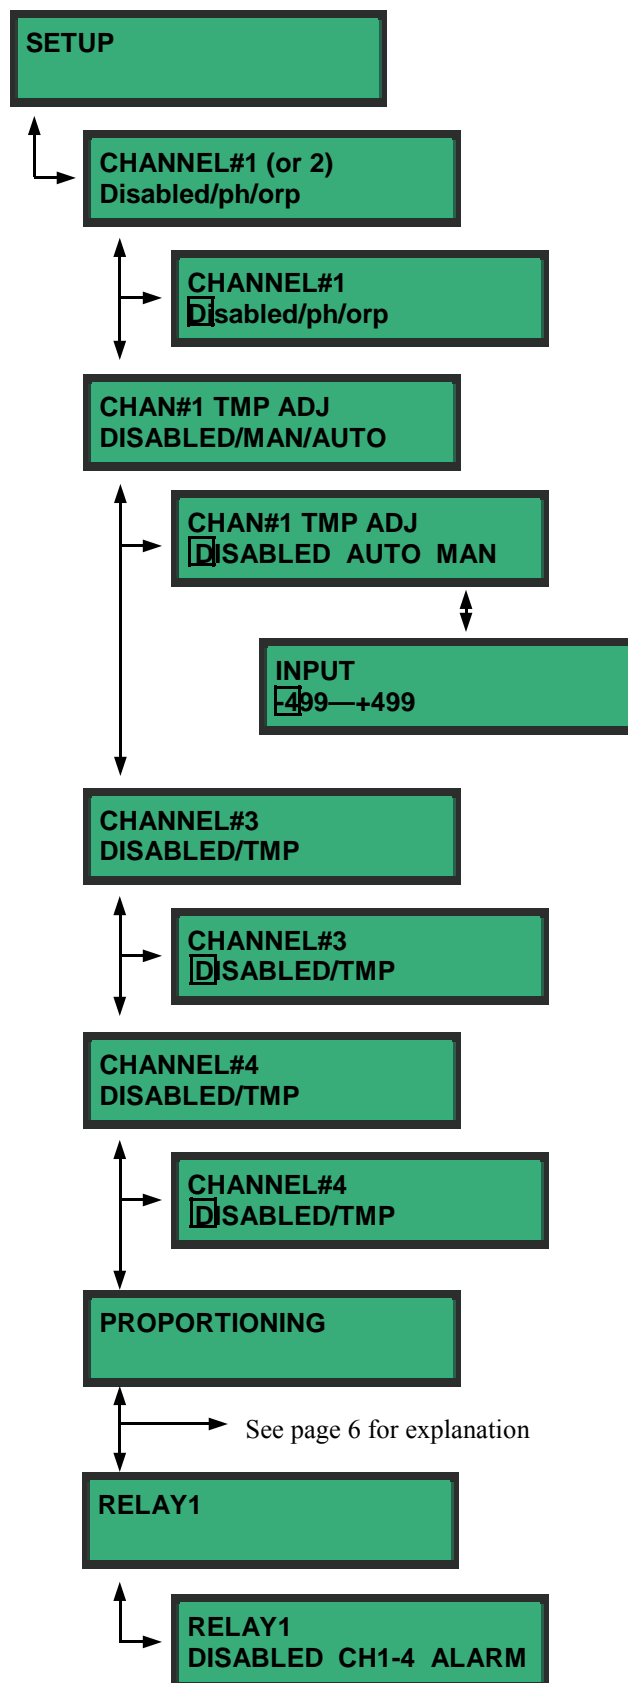 SETUP
CHANNEL#1 (or 2)
Disabled/ph/orp
CHANNEL#1
Disabled/ph/orp
CHAN#1 TMP ADJ
DISABLED/MAN/AUTO
CHAN#1 TMP ADJ
DISABLED AUTO MAN
INPUT
-499—+499
CHANNEL#3
DISABLED/TMP
CHANNEL#3
DISABLED/TMP
CHANNEL#4
DISABLED/TMP
CHANNEL#4
DISABLED/TMP
PROPORTIONING
See page 6 for explanation
RELAY1
RELAY1
DISABLED CH1-4 ALARM